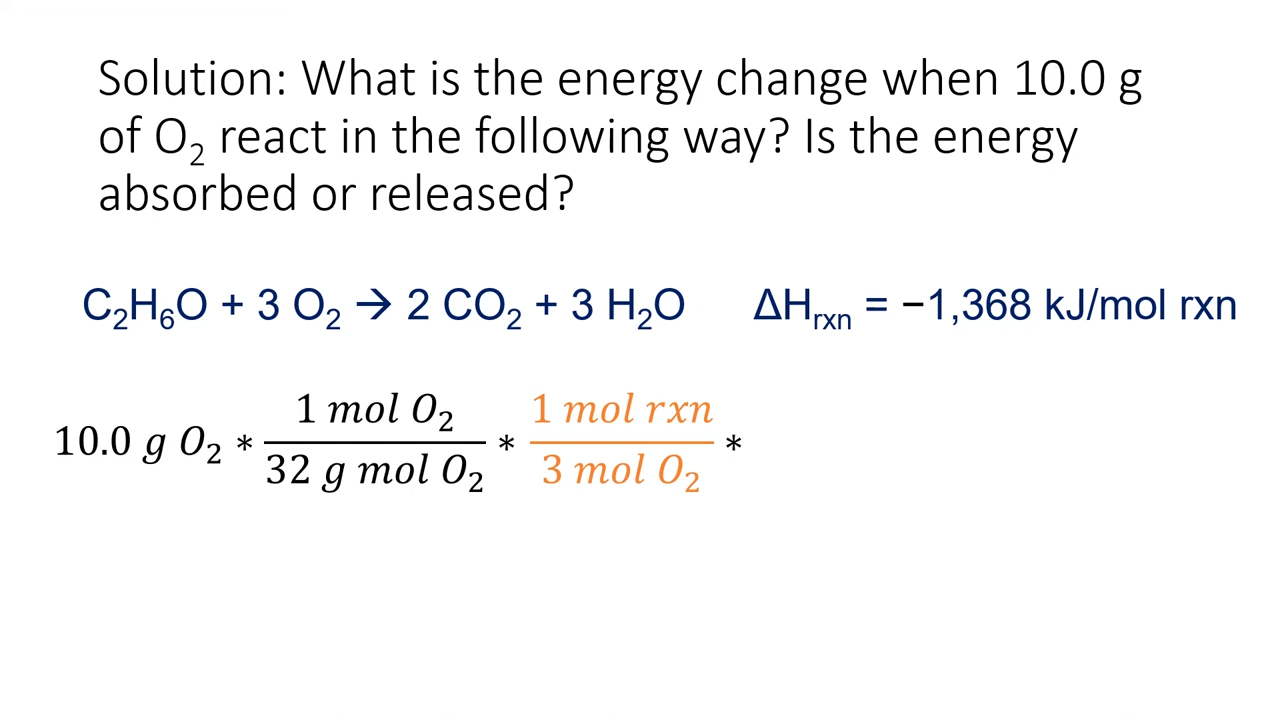 Solution: What is the energy change when 10.0 g
of O₂ react in the following way? Is the energy
absorbed or released?
C₂H₆O + 3 O₂ → 2 CO₂ + 3 H₂O ΔHᵣₓₙ = −1,368 kJ/mol rxn
10.0 g O₂ * (1 mol O₂)/(32 g mol O₂) * (1 mol rxn)/(3 mol O₂) *